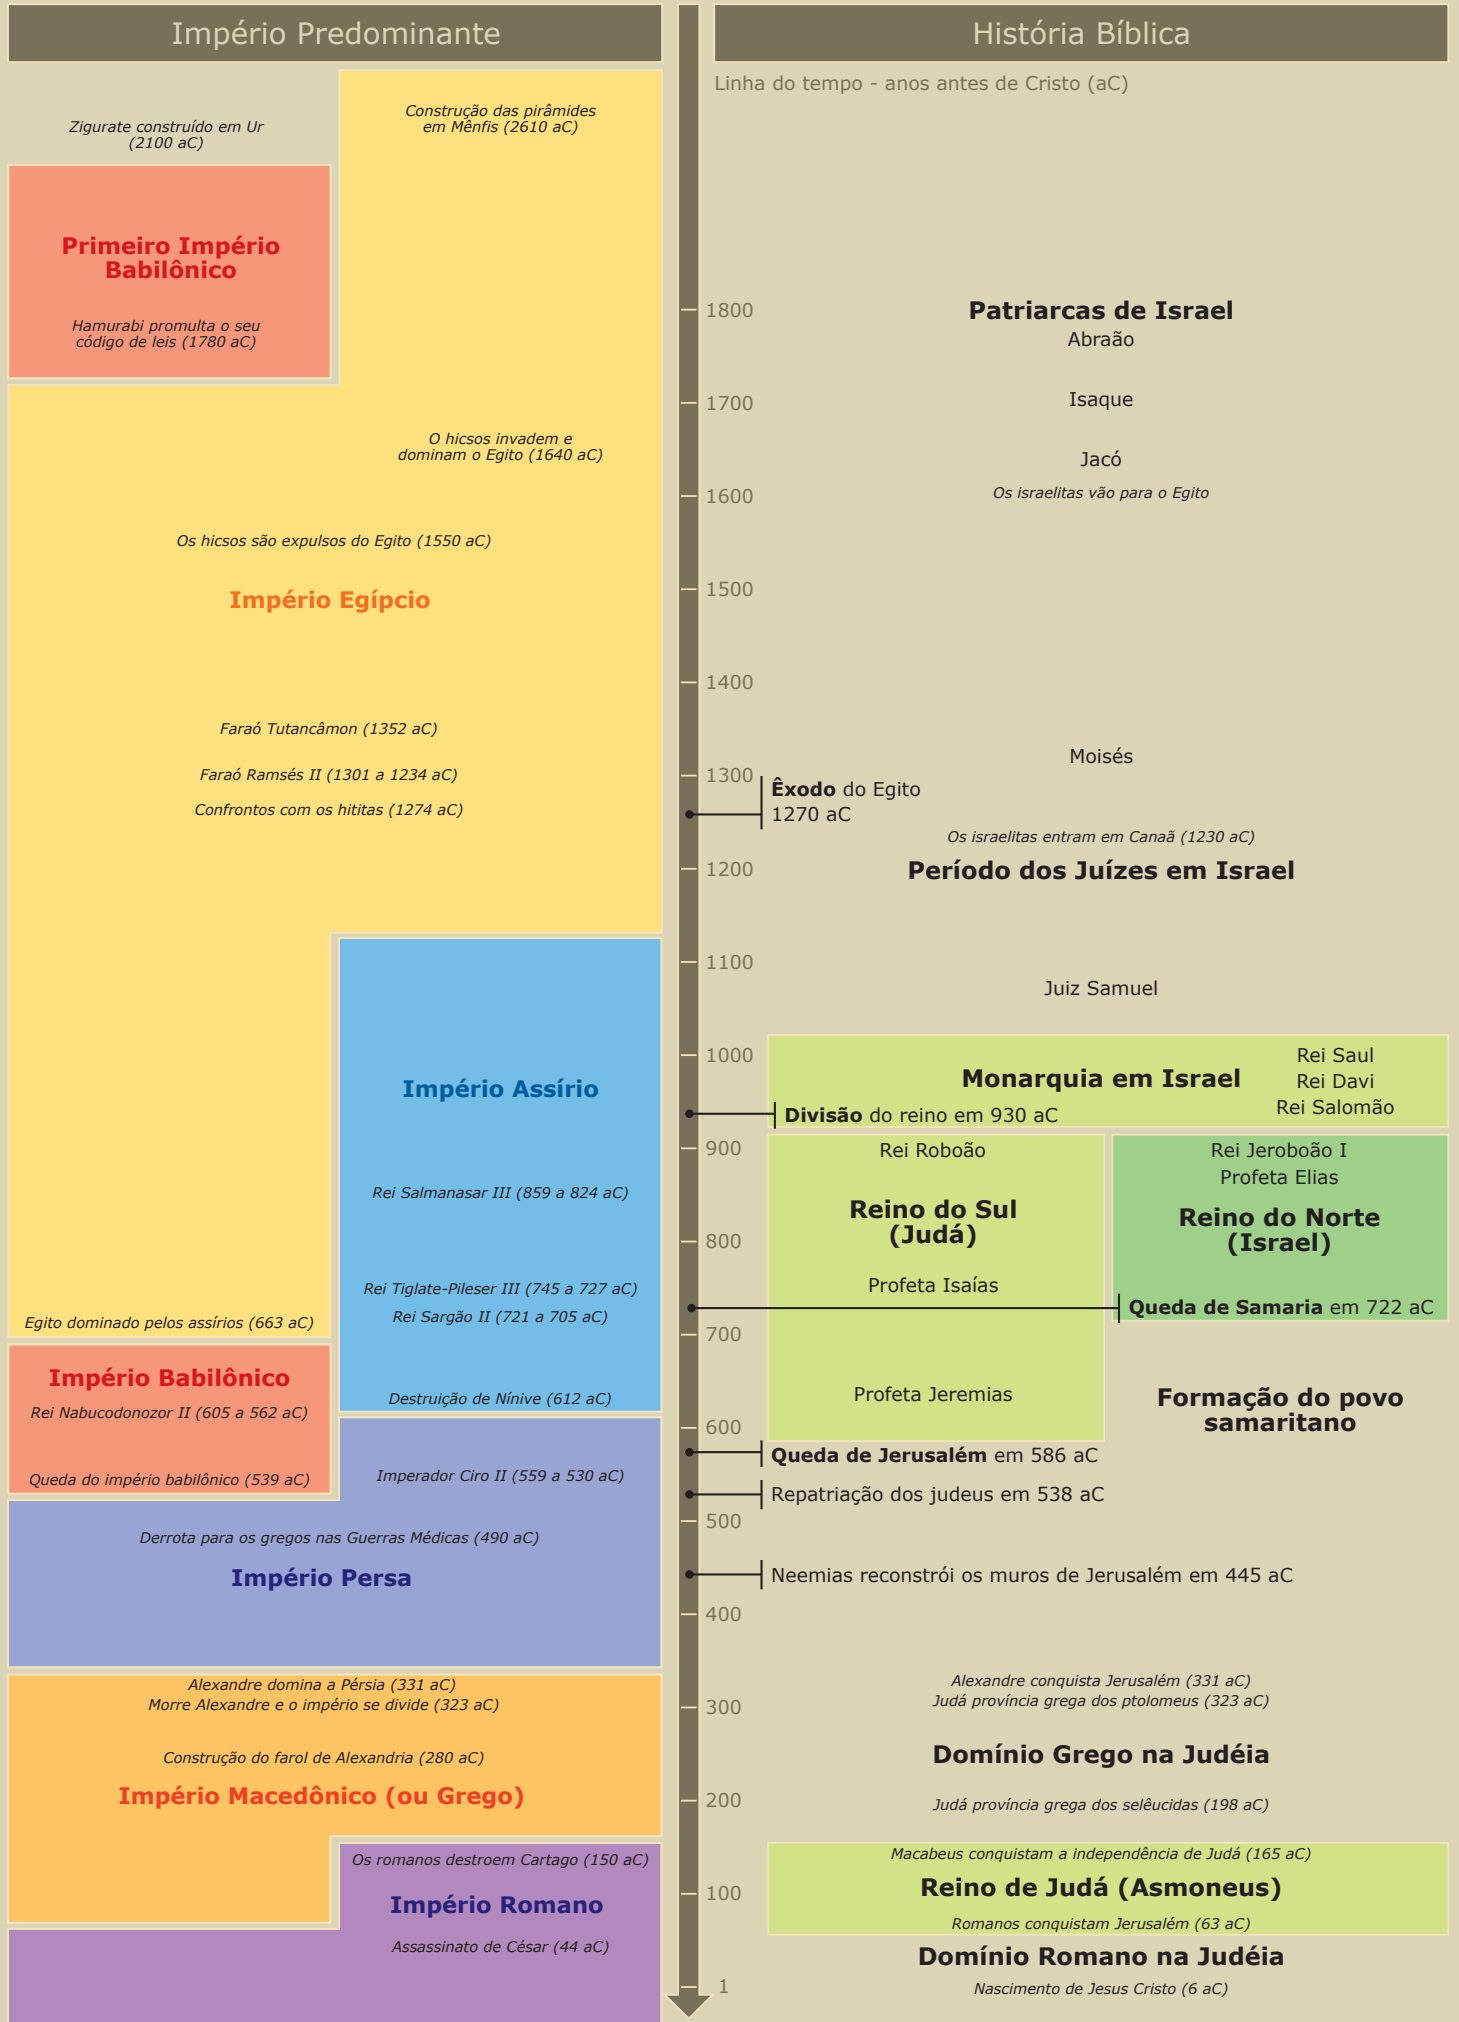 Império Predominante
Zigurate construído em Ur
(2100 aC)
Construção das pirâmides
em Mênfis (2610 aC)
Primeiro Império
Babilônico
Hamurabi promulta o seu
código de leis (1780 aC)
O hicsos invadem e
dominam o Egito (1640 aC)
Os hicsos são expulsos do Egito (1550 aC)
Império Egípcio
Faraó Tutancâmon (1352 aC)
Faraó Ramsés II (1301 a 1234 aC)
Confrontos com os hititas (1274 aC)
Império Assírio
Rei Salmanasar III (859 a 824 aC)
Rei Tiglate-Pileser III (745 a 727 aC)
Rei Sargão II (721 a 705 aC)
Egito dominado pelos assírios (663 aC)
Destruição de Nínive (612 aC)
Império Babilônico
Rei Nabucodonozor II (605 a 562 aC)
Queda do império babilônico (539 aC)
Imperador Ciro II (559 a 530 aC)
Derrota para os gregos nas Guerras Médicas (490 aC)
Império Persa
Alexandre domina a Pérsia (331 aC)
Morre Alexandre e o império se divide (323 aC)
Construção do farol de Alexandria (280 aC)
Império Macedônico (ou Grego)
Os romanos destroem Cartago (150 aC)
Império Romano
Assassinato de César (44 aC)
História Bíblica
Linha do tempo - anos antes de Cristo (aC)
1800
Patriarcas de Israel
Abraão
1700
Isaque
Jacó
1600
Os israelitas vão para o Egito
1500
1400
Moisés
1300
Êxodo do Egito
1270 aC
Os israelitas entram em Canaã (1230 aC)
1200
Período dos Juízes em Israel
1100
Juiz Samuel
1000
Monarquia em Israel
Rei Saul
Rei Davi
Rei Salomão
Divisão do reino em 930 aC
900
Rei Roboão
Reino do Sul
(Judá)
Rei Jeroboão I
Profeta Elias
Reino do Norte
(Israel)
800
Profeta Isaías
Queda de Samaria em 722 aC
700
Profeta Jeremias
Formação do povo
samaritano
600
Queda de Jerusalém em 586 aC
Repatriação dos judeus em 538 aC
500
Neemias reconstrói os muros de Jerusalém em 445 aC
400
Alexandre conquista Jerusalém (331 aC)
Judá província grega dos ptolomeus (323 aC)
300
Domínio Grego na Judéia
200
Judá província grega dos selêucidas (198 aC)
Macabeus conquistam a independência de Judá (165 aC)
Reino de Judá (Asmoneus)
100
Romanos conquistam Jerusalém (63 aC)
Domínio Romano na Judéia
1
Nascimento de Jesus Cristo (6 aC)